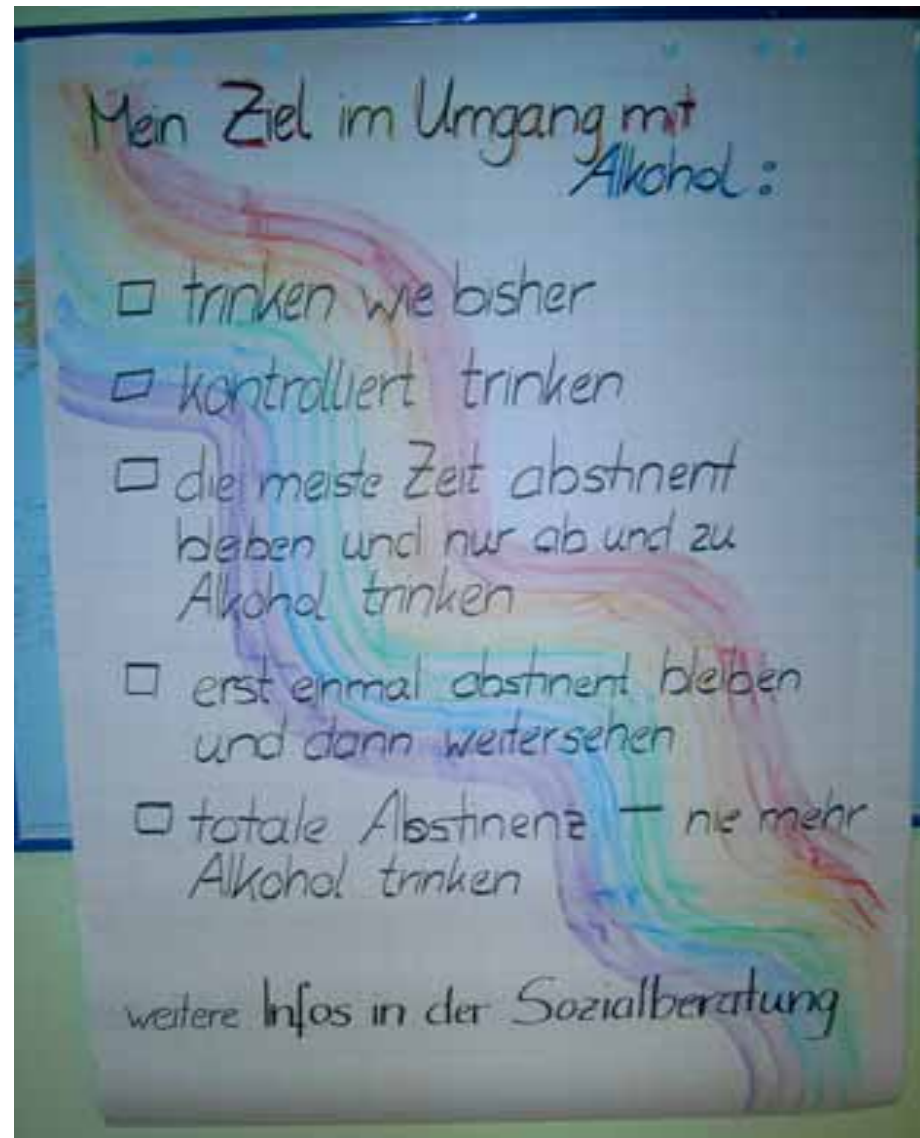 Mein Ziel im Umgang mit
Alkohol:
☐ trinken wie bisher
☐ kontrolliert trinken
☐ die meiste Zeit abstinent
bleiben und nur ab und zu
Alkohol trinken
☐ erst einmal abstinent bleiben
und dann weitersehen
☐ totale Abstinenz – nie mehr
Alkohol trinken
weitere Infos in der Sozialberatung